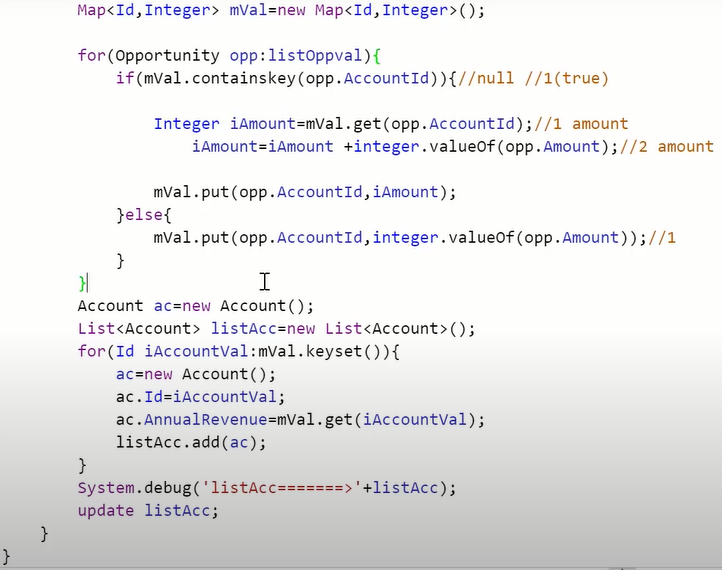 Map<Id,Integer> mVal=new Map<Id,Integer>();
for(Opportunity opp:listOppval){
if(mVal.containskey(opp.AccountId)){//null //1(true)
Integer iAmount=mVal.get(opp.AccountId);//1 amount
iAmount=iAmount +integer.valueOf(opp.Amount);//2 amount
mVal.put(opp.AccountId,iAmount);
}else{
mVal.put(opp.AccountId,integer.valueOf(opp.Amount));//1
}
}
Account ac=new Account();
List<Account> listAcc=new List<Account>();
for(Id iAccountVal:mVal.keyset()){
ac=new Account();
ac.Id=iAccountVal;
ac.AnnualRevenue=mVal.get(iAccountVal);
listAcc.add(ac);
}
System.debug('listAcc=======>'+listAcc);
update listAcc;
}
}